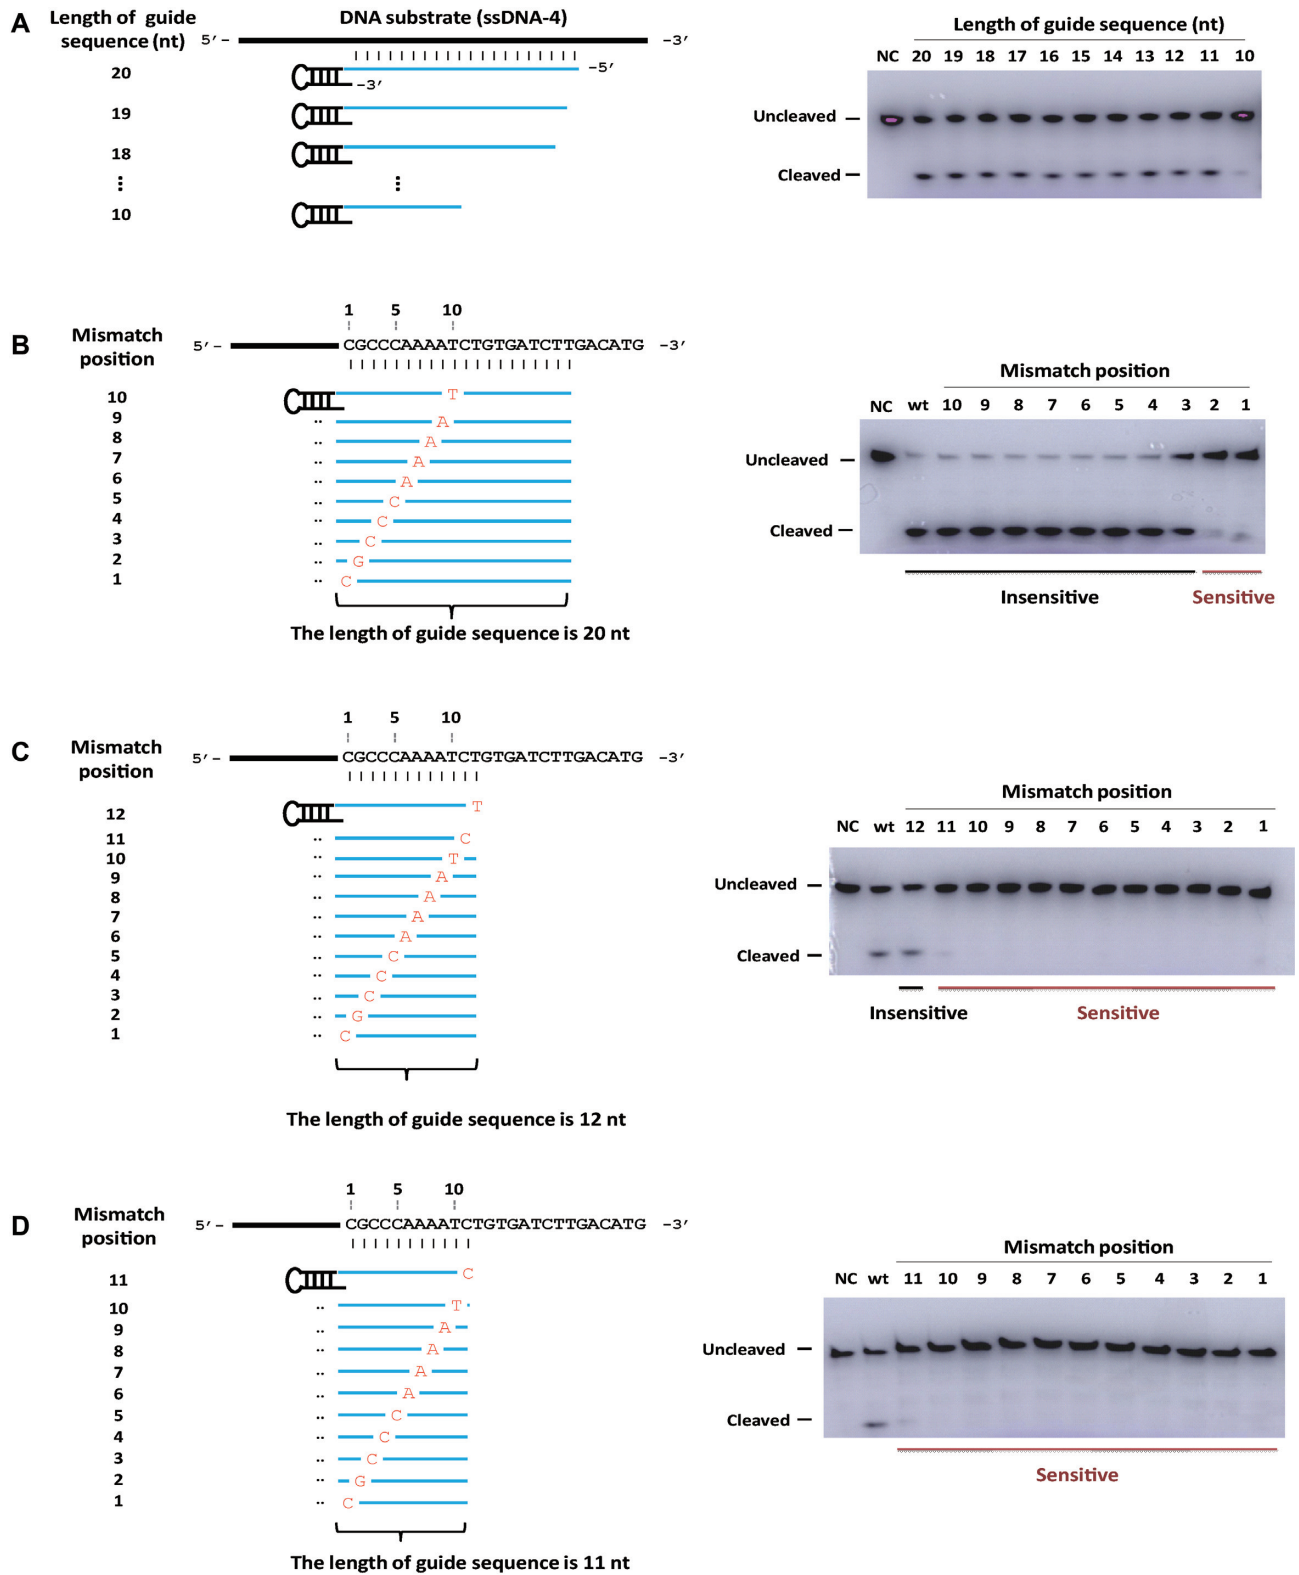 A
Length of guide
sequence (nt)
DNA substrate (ssDNA-4)
5′ –
–3′
20
–5′
–3′
19
18
10
Length of guide sequence (nt)
NC 20 19 18 17 16 15 14 13 12 11 10
Uncleaved
Cleaved
B
Mismatch
position
1 5 10
5′ –
CGCCCAAAATCTGTGATCTTGACATG
–3′
10 T
9 A
8 A
7 A
6 A
5 C
4 C
3 C
2 G
1 C
The length of guide sequence is 20 nt
Mismatch position
NC wt 10 9 8 7 6 5 4 3 2 1
Uncleaved
Cleaved
Insensitive
Sensitive
C
Mismatch
position
1 5 10
5′ –
CGCCCAAAATCTGTGATCTTGACATG
–3′
12 T
11 C
10 T
9 A
8 A
7 A
6 A
5 C
4 C
3 C
2 G
1 C
The length of guide sequence is 12 nt
Mismatch position
NC wt 12 11 10 9 8 7 6 5 4 3 2 1
Uncleaved
Cleaved
Insensitive
Sensitive
D
Mismatch
position
1 5 10
5′ –
CGCCCAAAATCTGTGATCTTGACATG
–3′
11 C
10 T
9 A
8 A
7 A
6 A
5 C
4 C
3 C
2 G
1 C
The length of guide sequence is 11 nt
Mismatch position
NC wt 11 10 9 8 7 6 5 4 3 2 1
Uncleaved
Cleaved
Sensitive